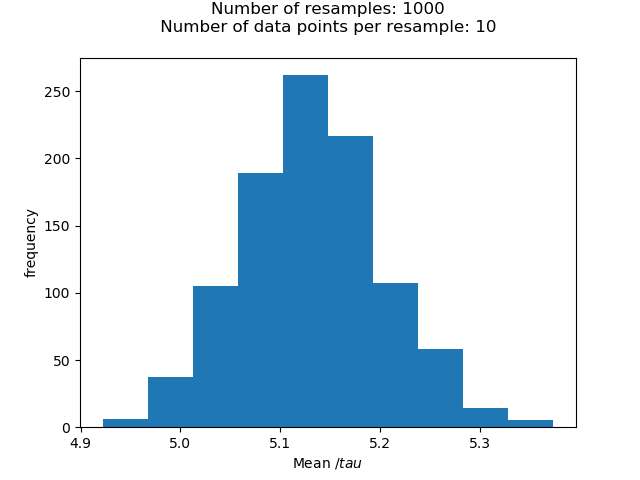 Number of resamples: 1000
Number of data points per resample: 10
250
200
150
100
50
0
frequency
4.9 5.0 5.1 5.2 5.3
Mean /tau